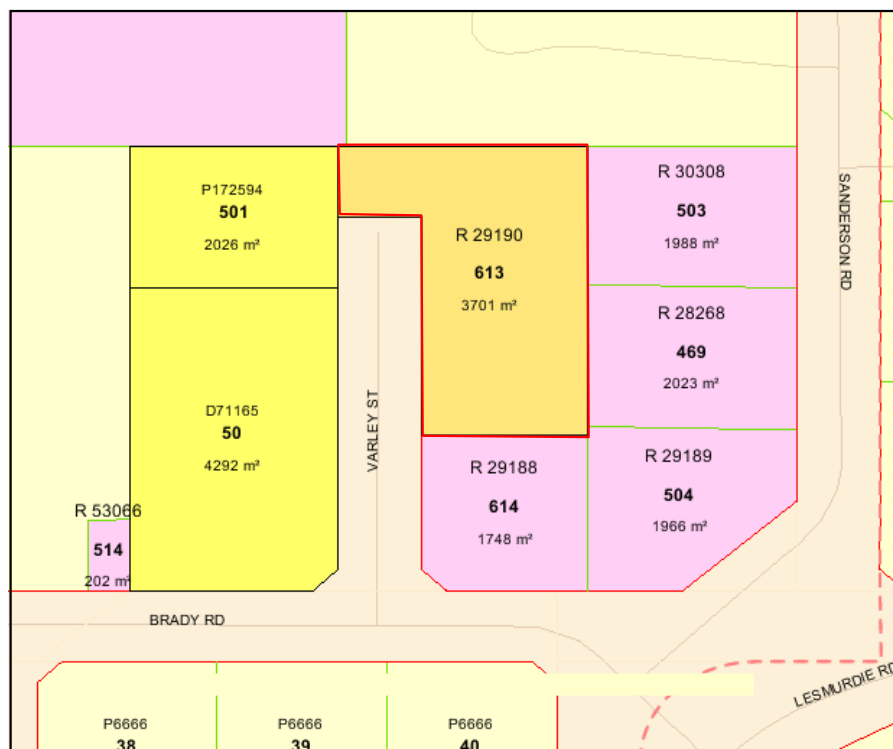 P172594
501
2026 m²
R 29190
613
3701 m²
R 30308
503
1988 m²
SANDERSON RD
R 28268
469
2023 m²
D71165
50
4292 m²
VARLEY ST
R 29188
614
1748 m²
R 29189
504
1966 m²
R 53066
514
202 m²
BRADY RD
LESMURDIE RD
P6666
38
P6666
39
P6666
40